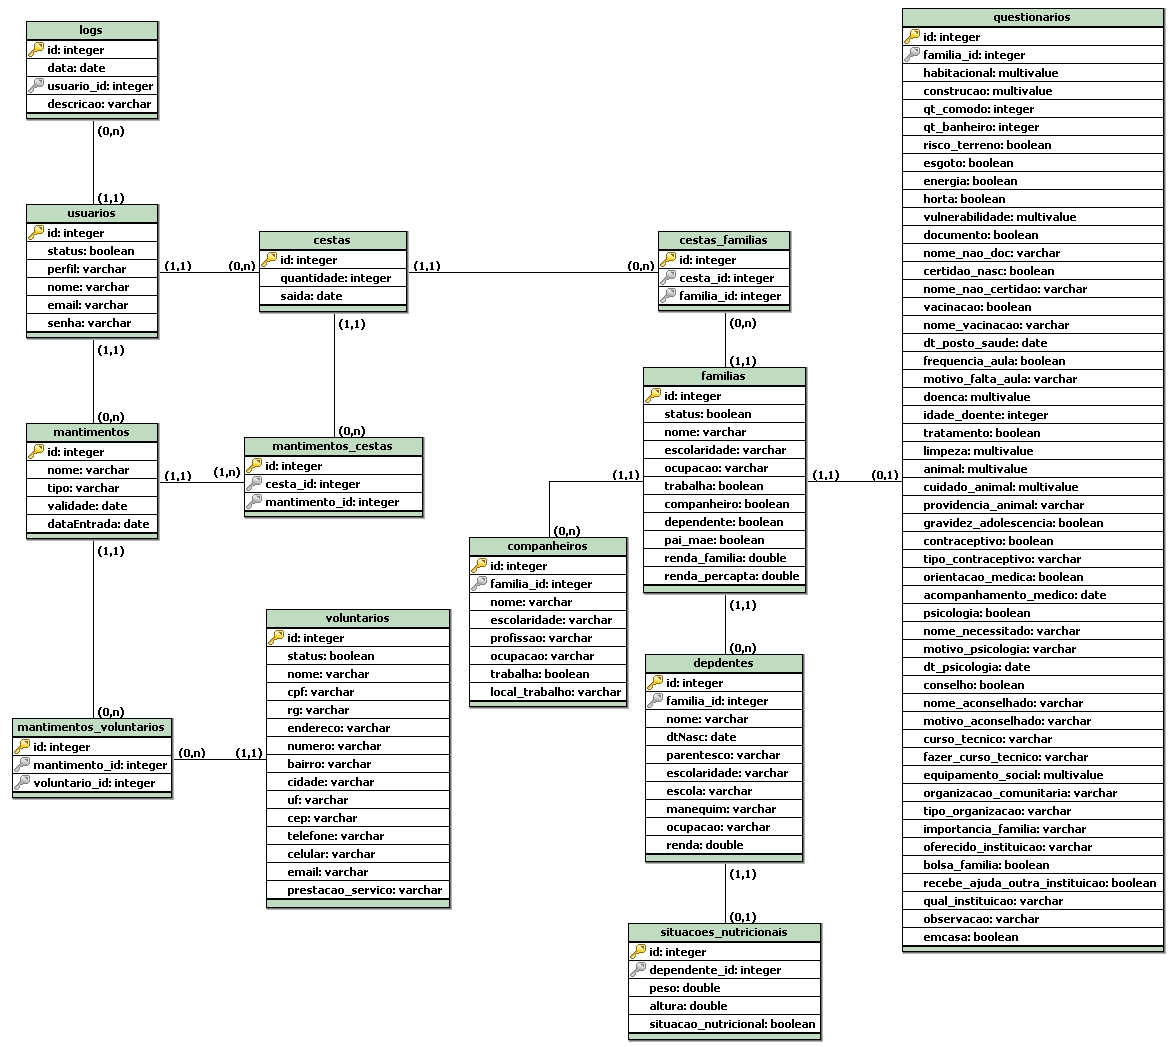 logs
id: integer
data: date
usuario_id: integer
descricao: varchar
(0,n)
(1,1)
usuarios
id: integer
status: boolean
perfil: varchar
nome: varchar
email: varchar
senha: varchar
(1,1)
(0,n)
(1,1)
(0,n)
cestas
id: integer
quantidade: integer
saida: date
(1,1)
(0,n)
(1,1)
(0,n)
cestas_familias
id: integer
cesta_id: integer
familia_id: integer
(0,n)
(1,1)
mantimentos
id: integer
nome: varchar
tipo: varchar
validade: date
dataEntrada: date
(1,1)
(1,n)
(1,1)
(0,n)
mantimentos_cestas
id: integer
cesta_id: integer
mantimento_id: integer
familias
id: integer
status: boolean
nome: varchar
escolaridade: varchar
ocupacao: varchar
trabalha: boolean
companheiro: boolean
dependente: boolean
pai_mae: boolean
renda_familia: double
renda_percapta: double
(1,1)
(0,n)
(1,1)
(0,1)
(1,1)
(0,n)
companheiros
id: integer
familia_id: integer
nome: varchar
escolaridade: varchar
profissao: varchar
ocupacao: varchar
trabalha: boolean
local_trabalho: varchar
mantimentos_voluntarios
id: integer
mantimento_id: integer
voluntario_id: integer
(0,n)
(1,1)
voluntarios
id: integer
status: boolean
nome: varchar
cpf: varchar
rg: varchar
endereco: varchar
numero: varchar
bairro: varchar
cidade: varchar
uf: varchar
cep: varchar
telefone: varchar
celular: varchar
email: varchar
prestacao_servico: varchar
depdentes
id: integer
familia_id: integer
nome: varchar
dtNasc: date
parentesco: varchar
escolaridade: varchar
escola: varchar
manequim: varchar
ocupacao: varchar
renda: double
(1,1)
(0,1)
situacoes_nutricionais
id: integer
dependente_id: integer
peso: double
altura: double
situacao_nutricional: boolean
questionarios
id: integer
familia_id: integer
habitacional: multivalue
construcao: multivalue
qt_comodo: integer
qt_banheiro: integer
risco_terreno: boolean
esgoto: boolean
energia: boolean
horta: boolean
vulnerabilidade: multivalue
documento: boolean
nome_nao_doc: varchar
certidao_nasc: boolean
nome_nao_certidao: varchar
vacinacao: boolean
nome_vacinacao: varchar
dt_posto_saude: date
frequencia_aula: boolean
motivo_falta_aula: varchar
doenca: multivalue
idade_doente: integer
tratamento: boolean
limpeza: multivalue
animal: multivalue
cuidado_animal: multivalue
providencia_animal: varchar
gravidez_adolescencia: boolean
contraceptivo: boolean
tipo_contraceptivo: varchar
orientacao_medica: boolean
acompanhamento_medico: date
psicologia: boolean
nome_necessitado: varchar
motivo_psicologia: varchar
dt_psicologia: date
conselho: boolean
nome_aconselhado: varchar
motivo_aconselhado: varchar
curso_tecnico: varchar
fazer_curso_tecnico: varchar
equipamento_social: multivalue
organizacao_comunitaria: varchar
tipo_organizacao: varchar
importancia_familia: varchar
oferecido_instituicao: varchar
bolsa_familia: boolean
recebe_ajuda_outra_instituicao: boolean
qual_instituicao: varchar
observacao: varchar
emcasa: boolean